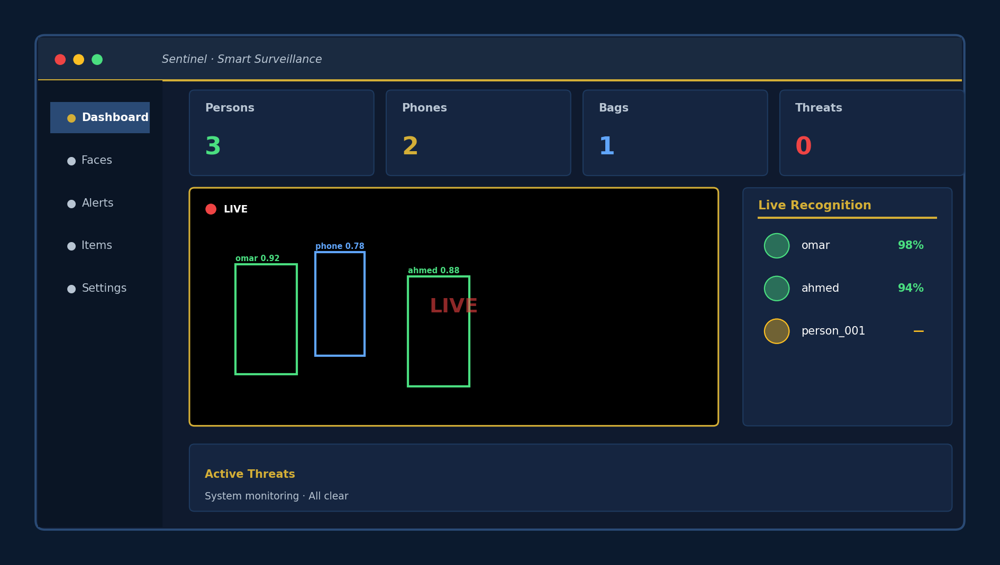 Sentinel · Smart Surveillance
Dashboard
Faces
Alerts
Items
Settings
Persons
3
Phones
2
Bags
1
Threats
0
LIVE
omar 0.92
phone 0.78
ahmed 0.88
LIVE
Live Recognition
omar 98%
ahmed 94%
person_001 —
Active Threats
System monitoring · All clear